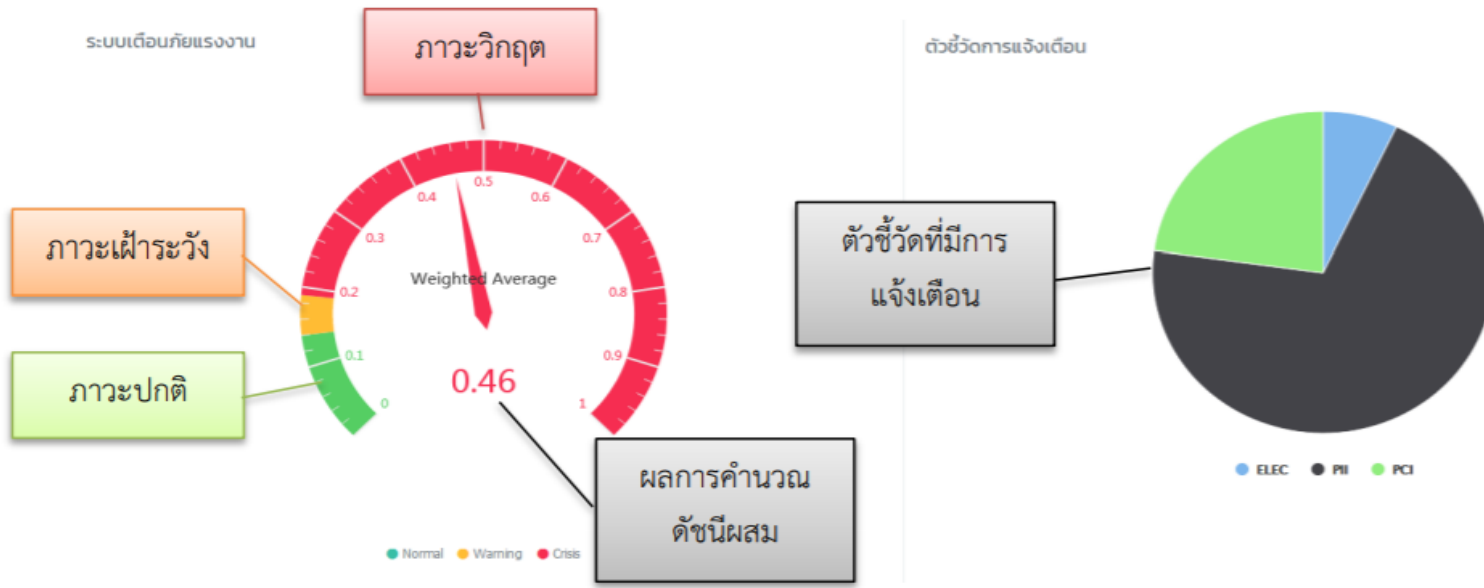 ระบบเตือนภัยแรงงาน
ภาวะวิกฤต
ตัวชี้วัดการแจ้งเตือน
ภาวะเฝ้าระวัง
ภาวะปกติ
0
0.1
0.2
0.3
0.4
0.5
0.6
0.7
0.8
0.9
1
Weighted Average
0.46
ตัวชี้วัดที่มีการ
แจ้งเตือน
ผลการคำนวณ
ดัชนีผสม
Normal Warning Crisis
ELEC PII PCI